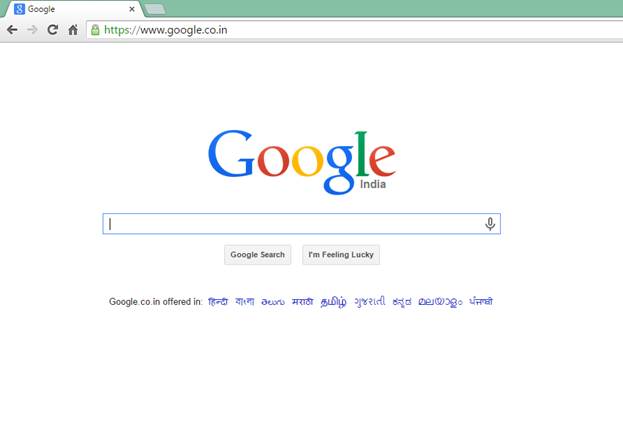 Google
https://www.google.co.in
Google
India
Google Search I'm Feeling Lucky
Google.co.in offered in: हिन्दी বাংলা తెలుగు मराठी தமிழ் ગુજરાતી ಕನ್ನಡ മലയാളം ਪੰਜਾਬੀ